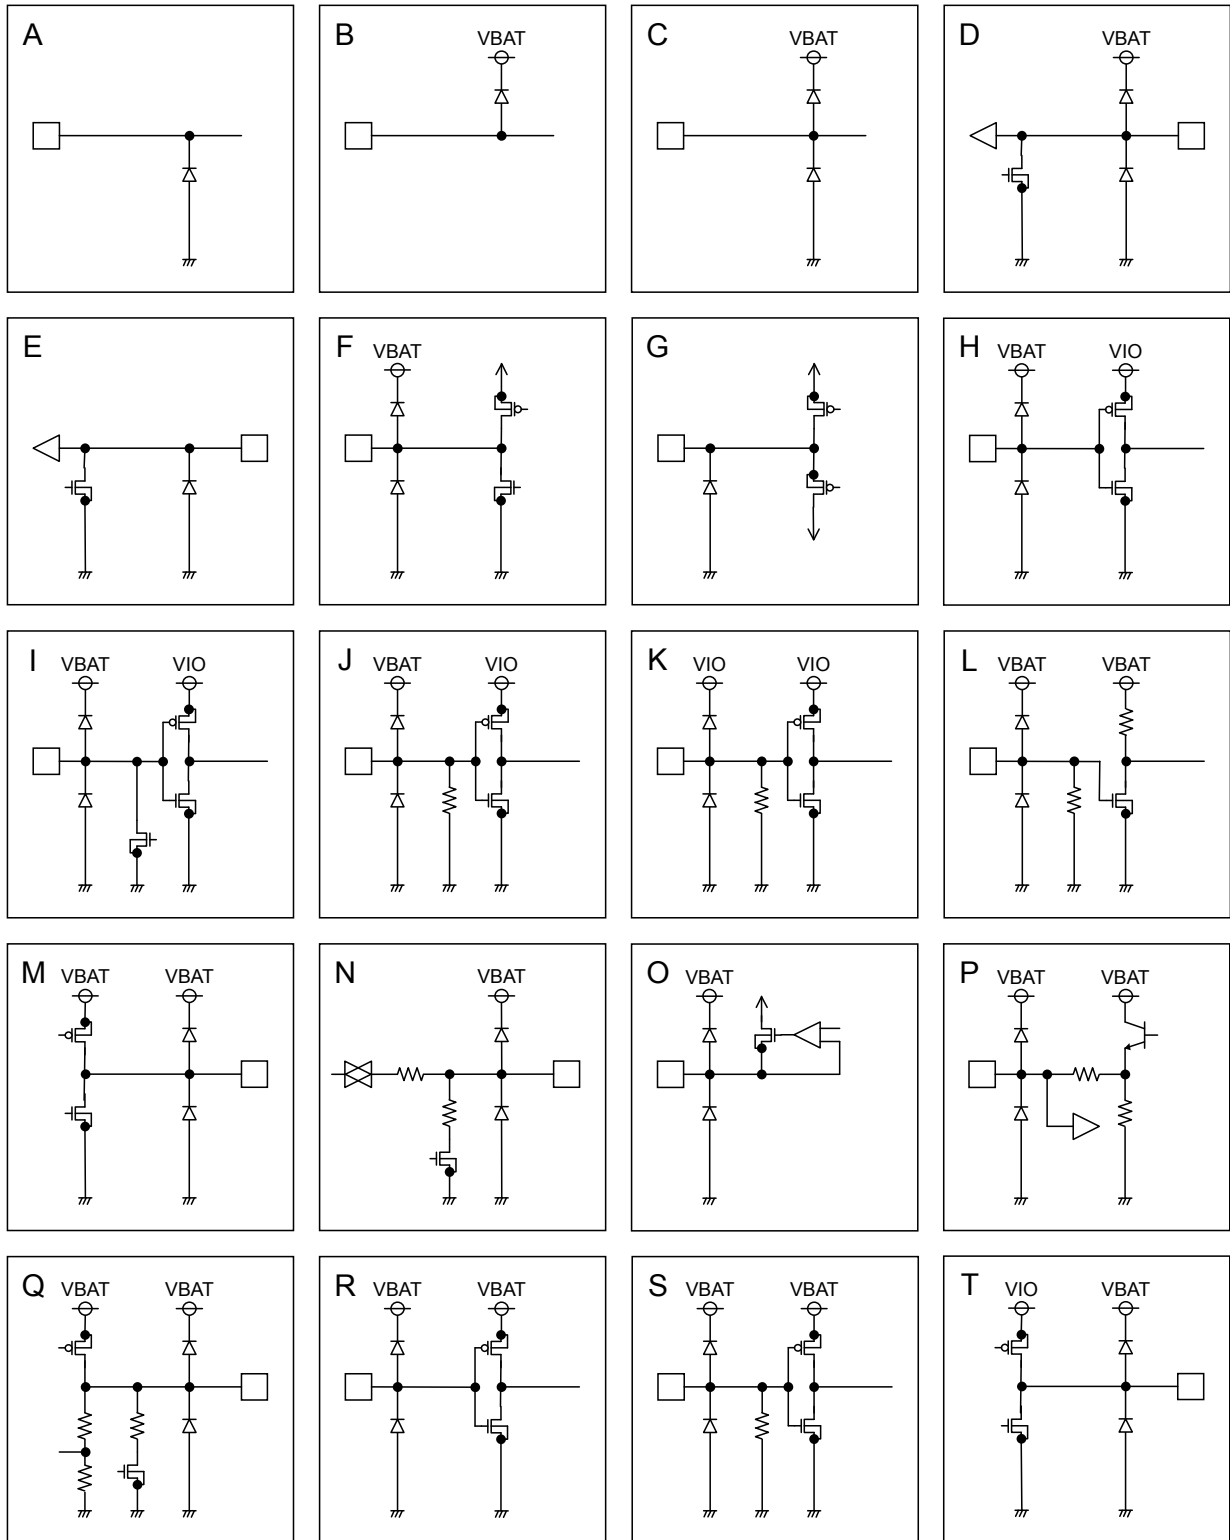 A
B VBAT
C VBAT
D VBAT
E
F VBAT
G
H VBAT VIO
I VBAT VIO
J VBAT VIO
K VIO VIO
L VBAT VBAT
M VBAT VBAT
N VBAT
O VBAT
P VBAT VBAT
Q VBAT VBAT
R VBAT VBAT
S VBAT VBAT
T VIO VBAT